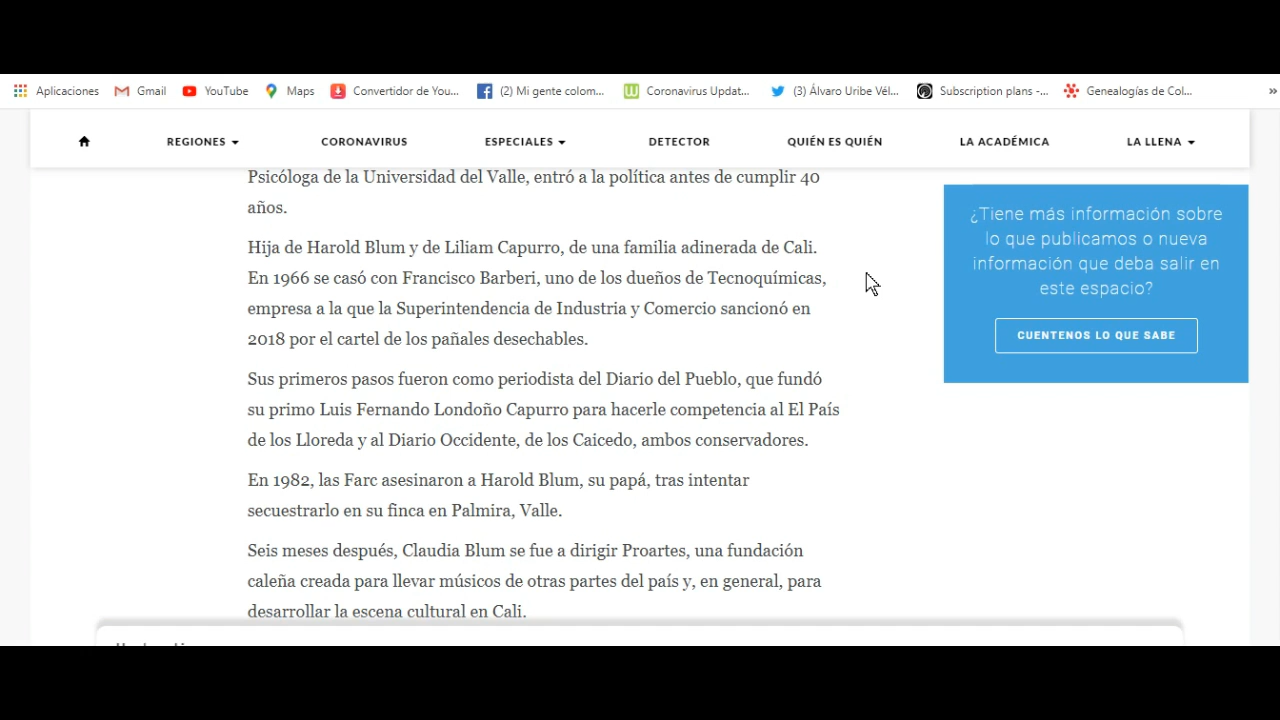 Aplicaciones Gmail YouTube Maps Convertidor de You... (2) Mi gente colom... Coronavirus Updat... (3) Álvaro Uribe Vél... Subscription plans -... Genealogías de Col... »
REGIONES CORONAVIRUS ESPECIALES DETECTOR QUIÉN ES QUIÉN LA ACADÉMICA LA LLENA
Psicóloga de la Universidad del Valle, entró a la política antes de cumplir 40
años.
Hija de Harold Blum y de Liliam Capurro, de una familia adinerada de Cali.
En 1966 se casó con Francisco Barberi, uno de los dueños de Tecnoquímicas,
empresa a la que la Superintendencia de Industria y Comercio sancionó en
2018 por el cartel de los pañales desechables.
Sus primeros pasos fueron como periodista del Diario del Pueblo, que fundó
su primo Luis Fernando Londoño Capurro para hacerle competencia al El País
de los Lloreda y al Diario Occidente, de los Caicedo, ambos conservadores.
En 1982, las Farc asesinaron a Harold Blum, su papá, tras intentar
secuestrarlo en su finca en Palmira, Valle.
Seis meses después, Claudia Blum se fue a dirigir Proartes, una fundación
caleña creada para llevar músicos de otras partes del país y, en general, para
desarrollar la escena cultural en Cali.
¿Tiene más información sobre
lo que publicamos o nueva
información que deba salir en
este espacio?
CUENTENOS LO QUE SABE